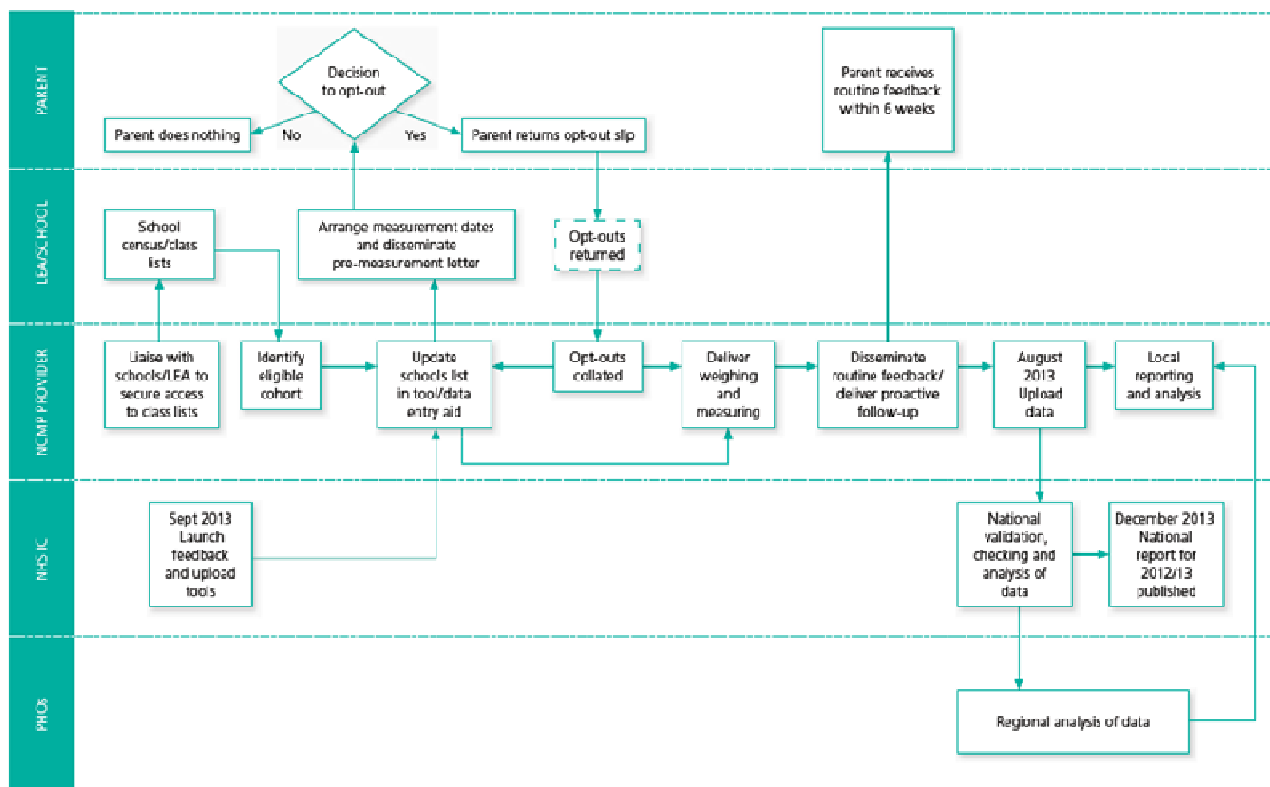 PARENT
Decision
to opt-out
Parent does nothing
No
Yes
Parent returns opt-out slip
Parent receives
routine feedback
within 6 weeks
LEA/SCHOOL
School
census/class
lists
Arrange measurement dates
and disseminate
pre-measurement letter
Opt-outs
returned
NCMP PROVIDER
Liaise with
schools/LEA to
secure access
to class lists
Identify
eligible
cohort
Update
schools list
in tool/data
entry aid
Opt-outs
collated
Deliver
weighing
and
measuring
Disseminate
routine feedback/
deliver proactive
follow-up
August
2013
Upload
data
Local
reporting
and analysis
NHS IC
Sept 2013
Launch
feedback
and upload
tools
National
validation,
checking and
analysis of
data
December 2013
National
report for
2012/13
published
PHOs
Regional analysis of data